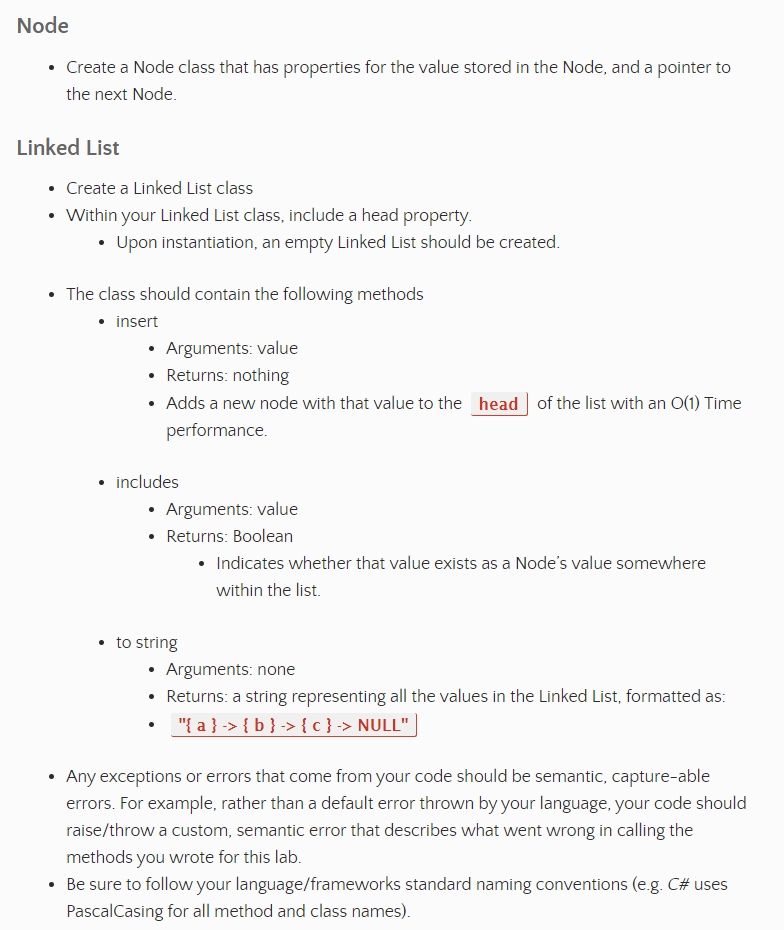 Node
• Create a Node class that has properties for the value stored in the Node, and a pointer to
the next Node.
Linked List
• Create a Linked List class
• Within your Linked List class, include a head property.
• Upon instantiation, an empty Linked List should be created.
• The class should contain the following methods
• insert
• Arguments: value
• Returns: nothing
• Adds a new node with that value to the head of the list with an O(1) Time
performance.
• includes
• Arguments: value
• Returns: Boolean
• Indicates whether that value exists as a Node’s value somewhere
within the list.
• to string
• Arguments: none
• Returns: a string representing all the values in the Linked List, formatted as:
• "{ a } -> { b } -> { c } -> NULL"
• Any exceptions or errors that come from your code should be semantic, capture-able
errors. For example, rather than a default error thrown by your language, your code should
raise/throw a custom, semantic error that describes what went wrong in calling the
methods you wrote for this lab.
• Be sure to follow your language/frameworks standard naming conventions (e.g. C# uses
PascalCasing for all method and class names).